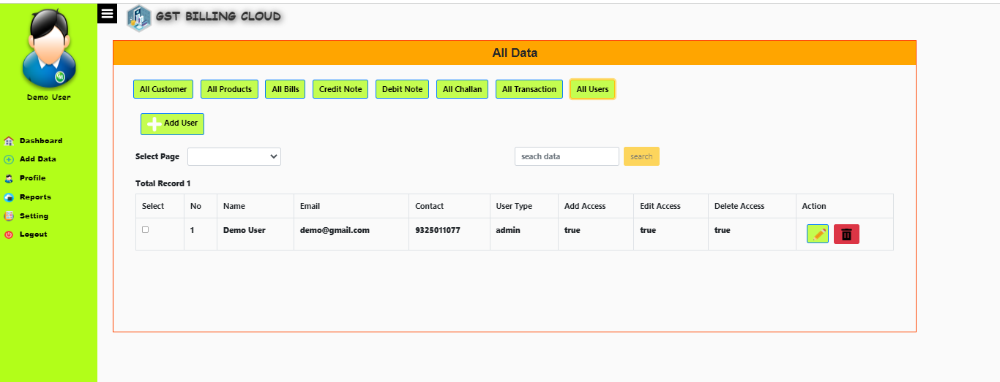 GST BILLING CLOUD
Demo User
Dashboard
Add Data
Profile
Reports
Setting
Logout
All Data
All Customer All Products All Bills Credit Note Debit Note All Challan All Transaction All Users
Add User
Select Page seach data search
Total Record 1
Select No Name Email Contact User Type Add Access Edit Access Delete Access Action
1 Demo User demo@gmail.com 9325011077 admin true true true